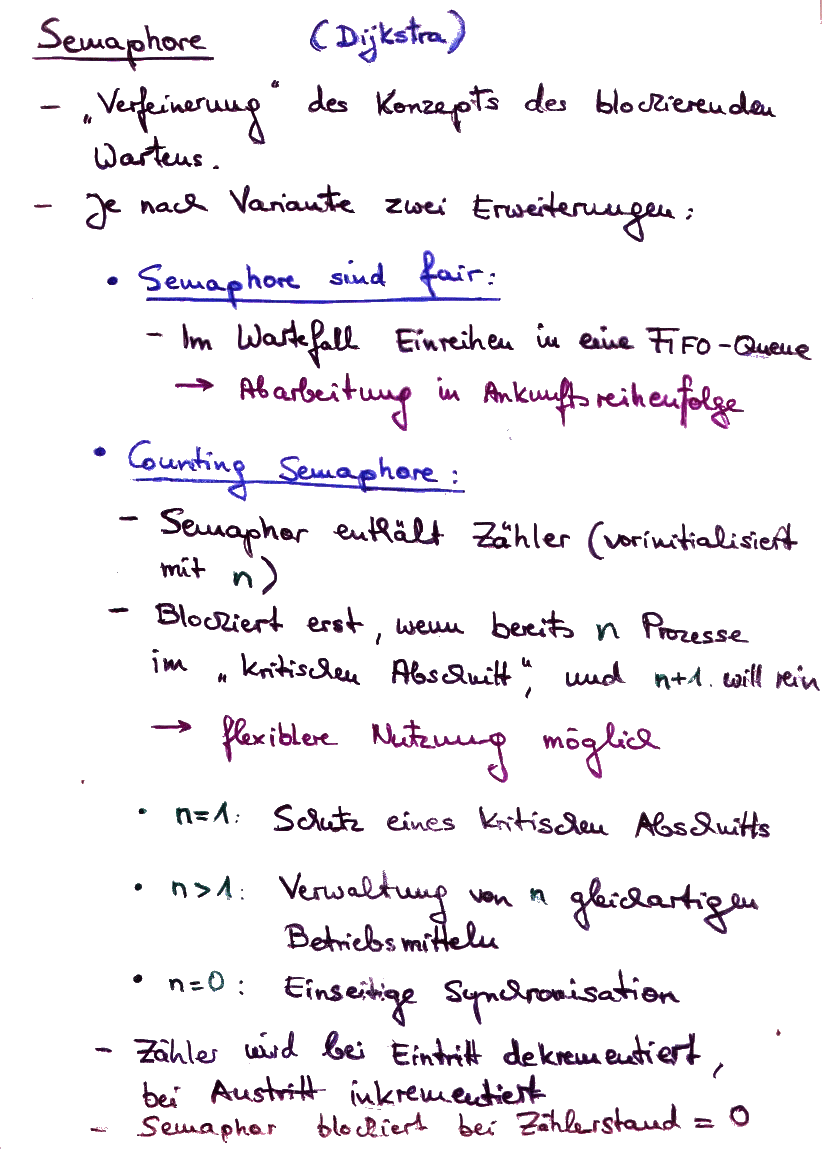 Semaphore (Dijkstra)
- „Verfeinerung“ des Konzepts des blockierenden
Wartens.
- Je nach Variante zwei Erweiterungen:
• Semaphore sind fair:
- Im Wartefall Einreihen in eine FIFO-Queue
→ Abarbeitung in Ankunftsreihenfolge
• Counting Semaphore:
- Semaphor enthält Zähler (vorinitialisiert
mit n)
- Blockiert erst, wenn bereits n Prozesse
im „kritischen Abschnitt“, und n+1. will rein
→ flexiblere Nutzung möglich
• n=1: Schutz eines kritischen Abschnitts
• n>1: Verwaltung von n gleichartigen
Betriebsmitteln
• n=0: Einseitige Synchronisation
- Zähler wird bei Eintritt dekrementiert,
bei Austritt inkrementiert
- Semaphor blockiert bei Zählerstand = 0